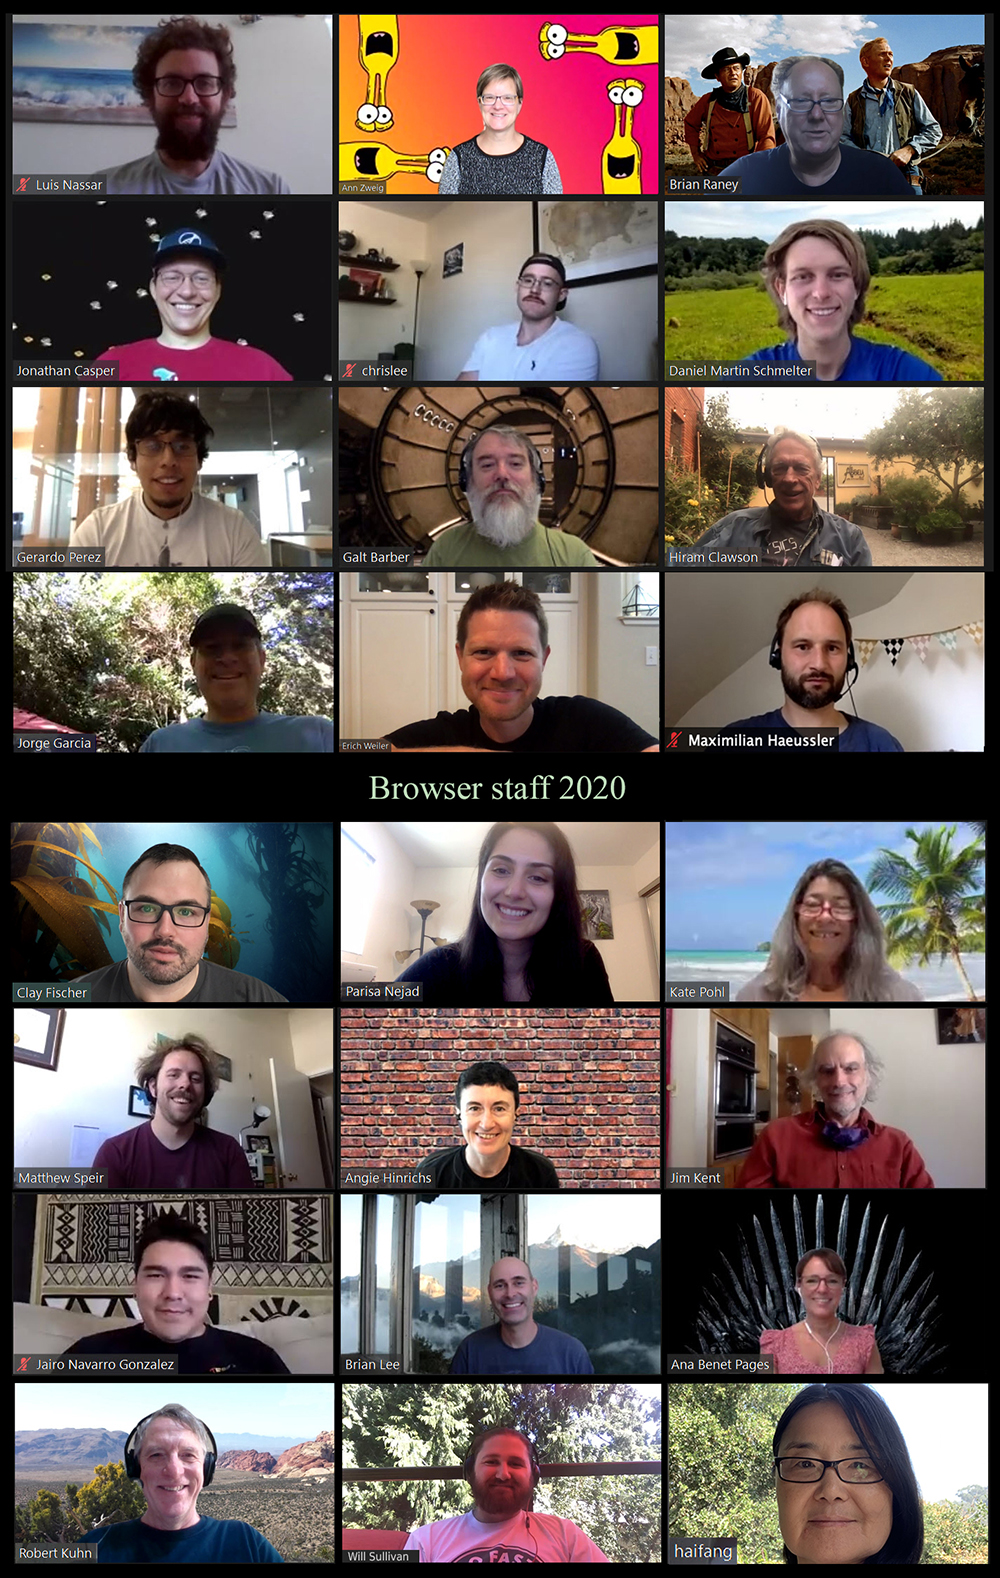 Luis Nassar
Ann Zweig
Brian Raney
Jonathan Casper
chrislee
Daniel Martin Schmelter
Gerardo Perez
Galt Barber
Hiram Clawson
Jorge Garcia
Erich Weiler
Maximilian Haeussler
Browser staff 2020
Clay Fischer
Parisa Nejad
Kate Pohl
Matthew Speir
Angie Hinrichs
Jim Kent
Jairo Navarro Gonzalez
Brian Lee
Ana Benet Pages
Robert Kuhn
Will Sullivan
haifang